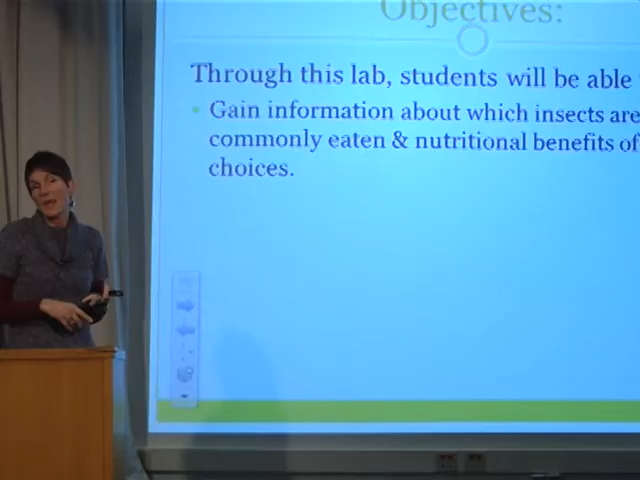 Objectives:
Through this lab, students will be able
Gain information about which insects are
commonly eaten & nutritional benefits of
choices.